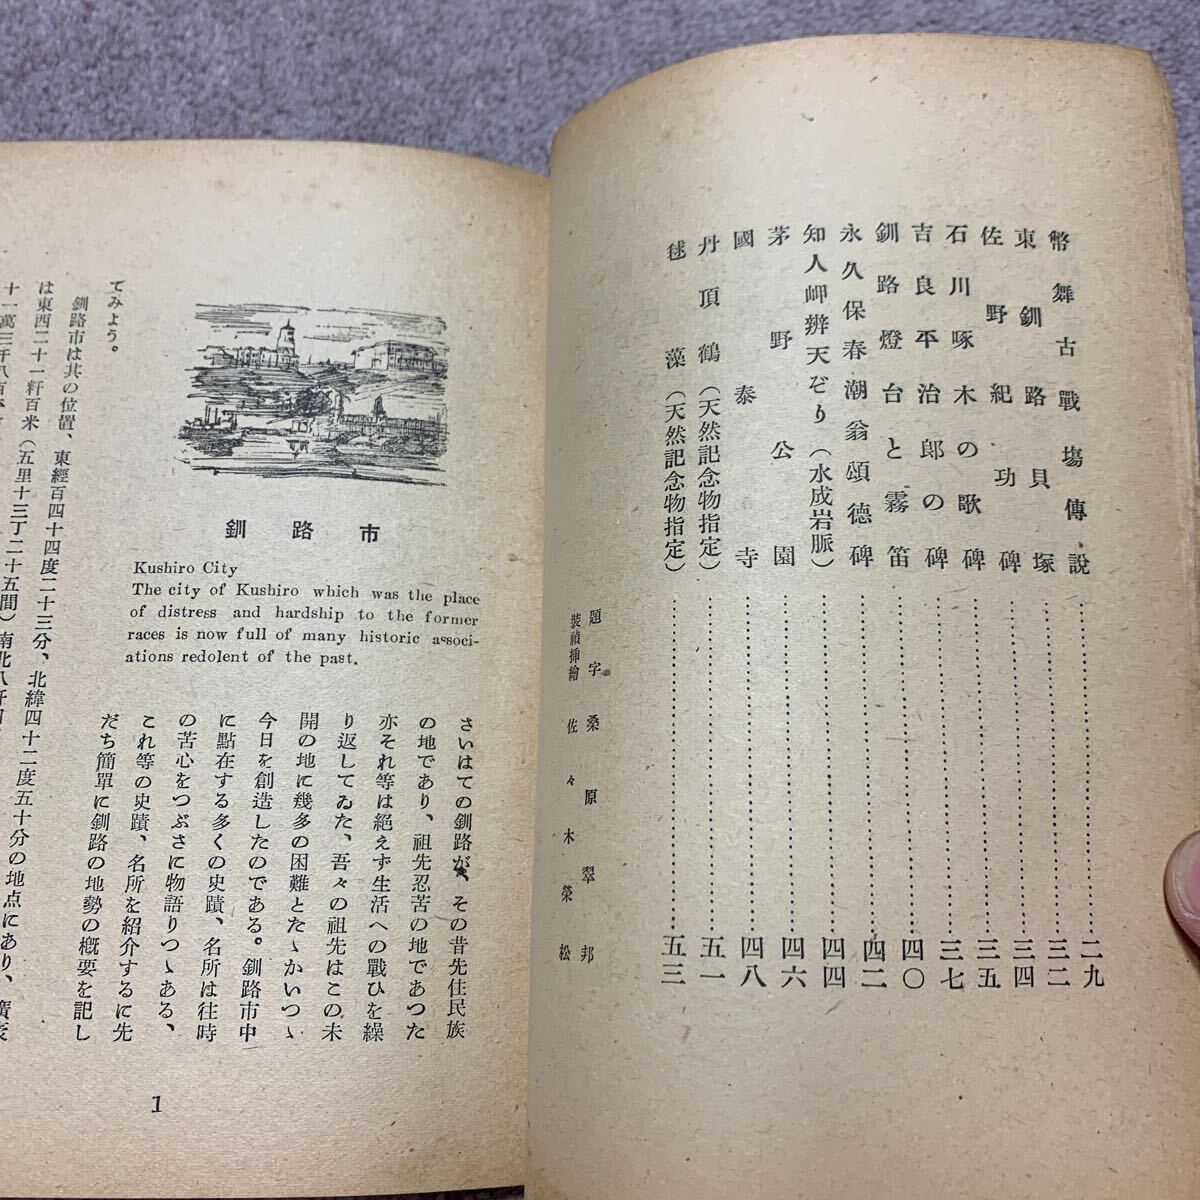 幣舞古戰場傳說……二九
東釧路貝塚……三二
佐野紀功碑……三四
石川啄木の歌碑……三五
吉良平治郎の碑……三七
釧路燈台と霧笛……四〇
永久保春潮翁頌德碑……四二
知人岬辨天ぞり(水成岩脈)……四四
茅野公園……四六
國泰寺……四八
丹頂鶴(天然記念物指定)……五一
毬藻(天然記念物指定)……五三
題字 桑原翠邦
裝禎揷繪 佐々木榮松
釧路市
Kushiro City
The city of Kushiro which was the place
of distress and hardship to the former
races is now full of many historic associ-
ations redolent of the past.
さいはての釧路が、その昔先住民族
の地であり、祖先忍苦の地であつた
亦それ等は絕えず生活への戰ひを繰
り返してゐた、吾々の祖先はこの未
開の地に幾多の困難とたゝかいつゝ
今日を創造したのである。釧路市中
に點在する多くの史蹟、名所は往時
の苦心をつぶさに物語りつゝある、
これ等の史蹟、名所を紹介するに先
だち簡單に釧路の地勢の槪要を記し
てみよう。
釧路市は其の位置、東經百四十四度二十三分、北緯四十二度五十分の地点にあり、廣袤
は東西二十一粁百米(五里十三丁二十五間)南北八粁四
十一萬三千八百
1